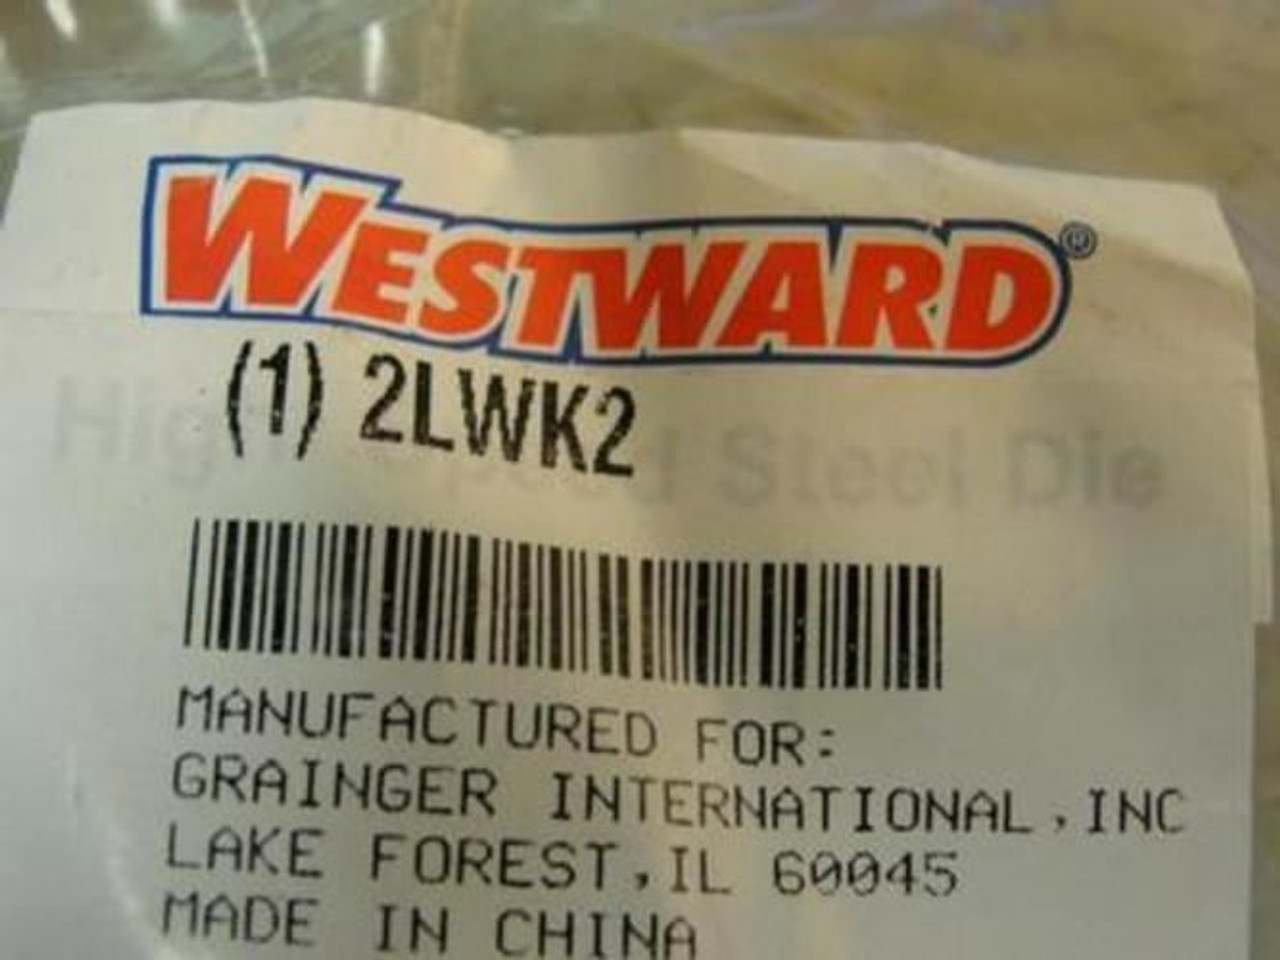 WESTWARD®
(1) 2LWK2
High Speed Steel Die
MANUFACTURED FOR:
GRAINGER INTERNATIONAL,INC
LAKE FOREST,IL 60045
MADE IN CHINA